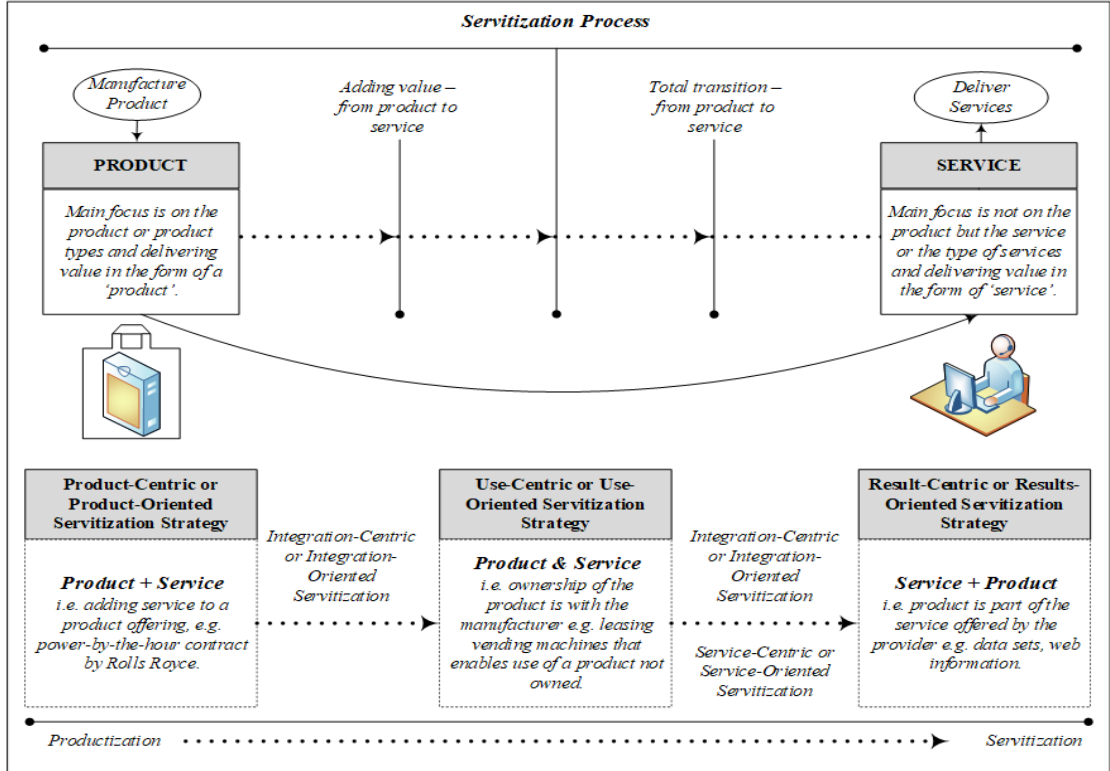 Servitization Process
Manufacture
Product
Adding value –
from product to
service
Total transition –
from product to
service
Deliver
Services
PRODUCT
Main focus is on the
product or product
types and delivering
value in the form of a
‘product’.
SERVICE
Main focus is not on the
product but the service
or the type of services
and delivering value in
the form of ‘service’.
Product-Centric or
Product-Oriented
Servitization Strategy
Product + Service
i.e. adding service to a
product offering, e.g.
power-by-the-hour contract
by Rolls Royce.
Integration-Centric
or Integration-
Oriented
Servitization
Use-Centric or Use-
Oriented Servitization
Strategy
Product & Service
i.e. ownership of the
product is with the
manufacturer e.g. leasing
vending machines that
enables use of a product not
owned.
Integration-Centric
or Integration-
Oriented
Servitization
Service-Centric or
Service-Oriented
Servitization
Result-Centric or Results-
Oriented Servitization
Strategy
Service + Product
i.e. product is part of the
service offered by the
provider e.g. data sets, web
information.
Productization
Servitization